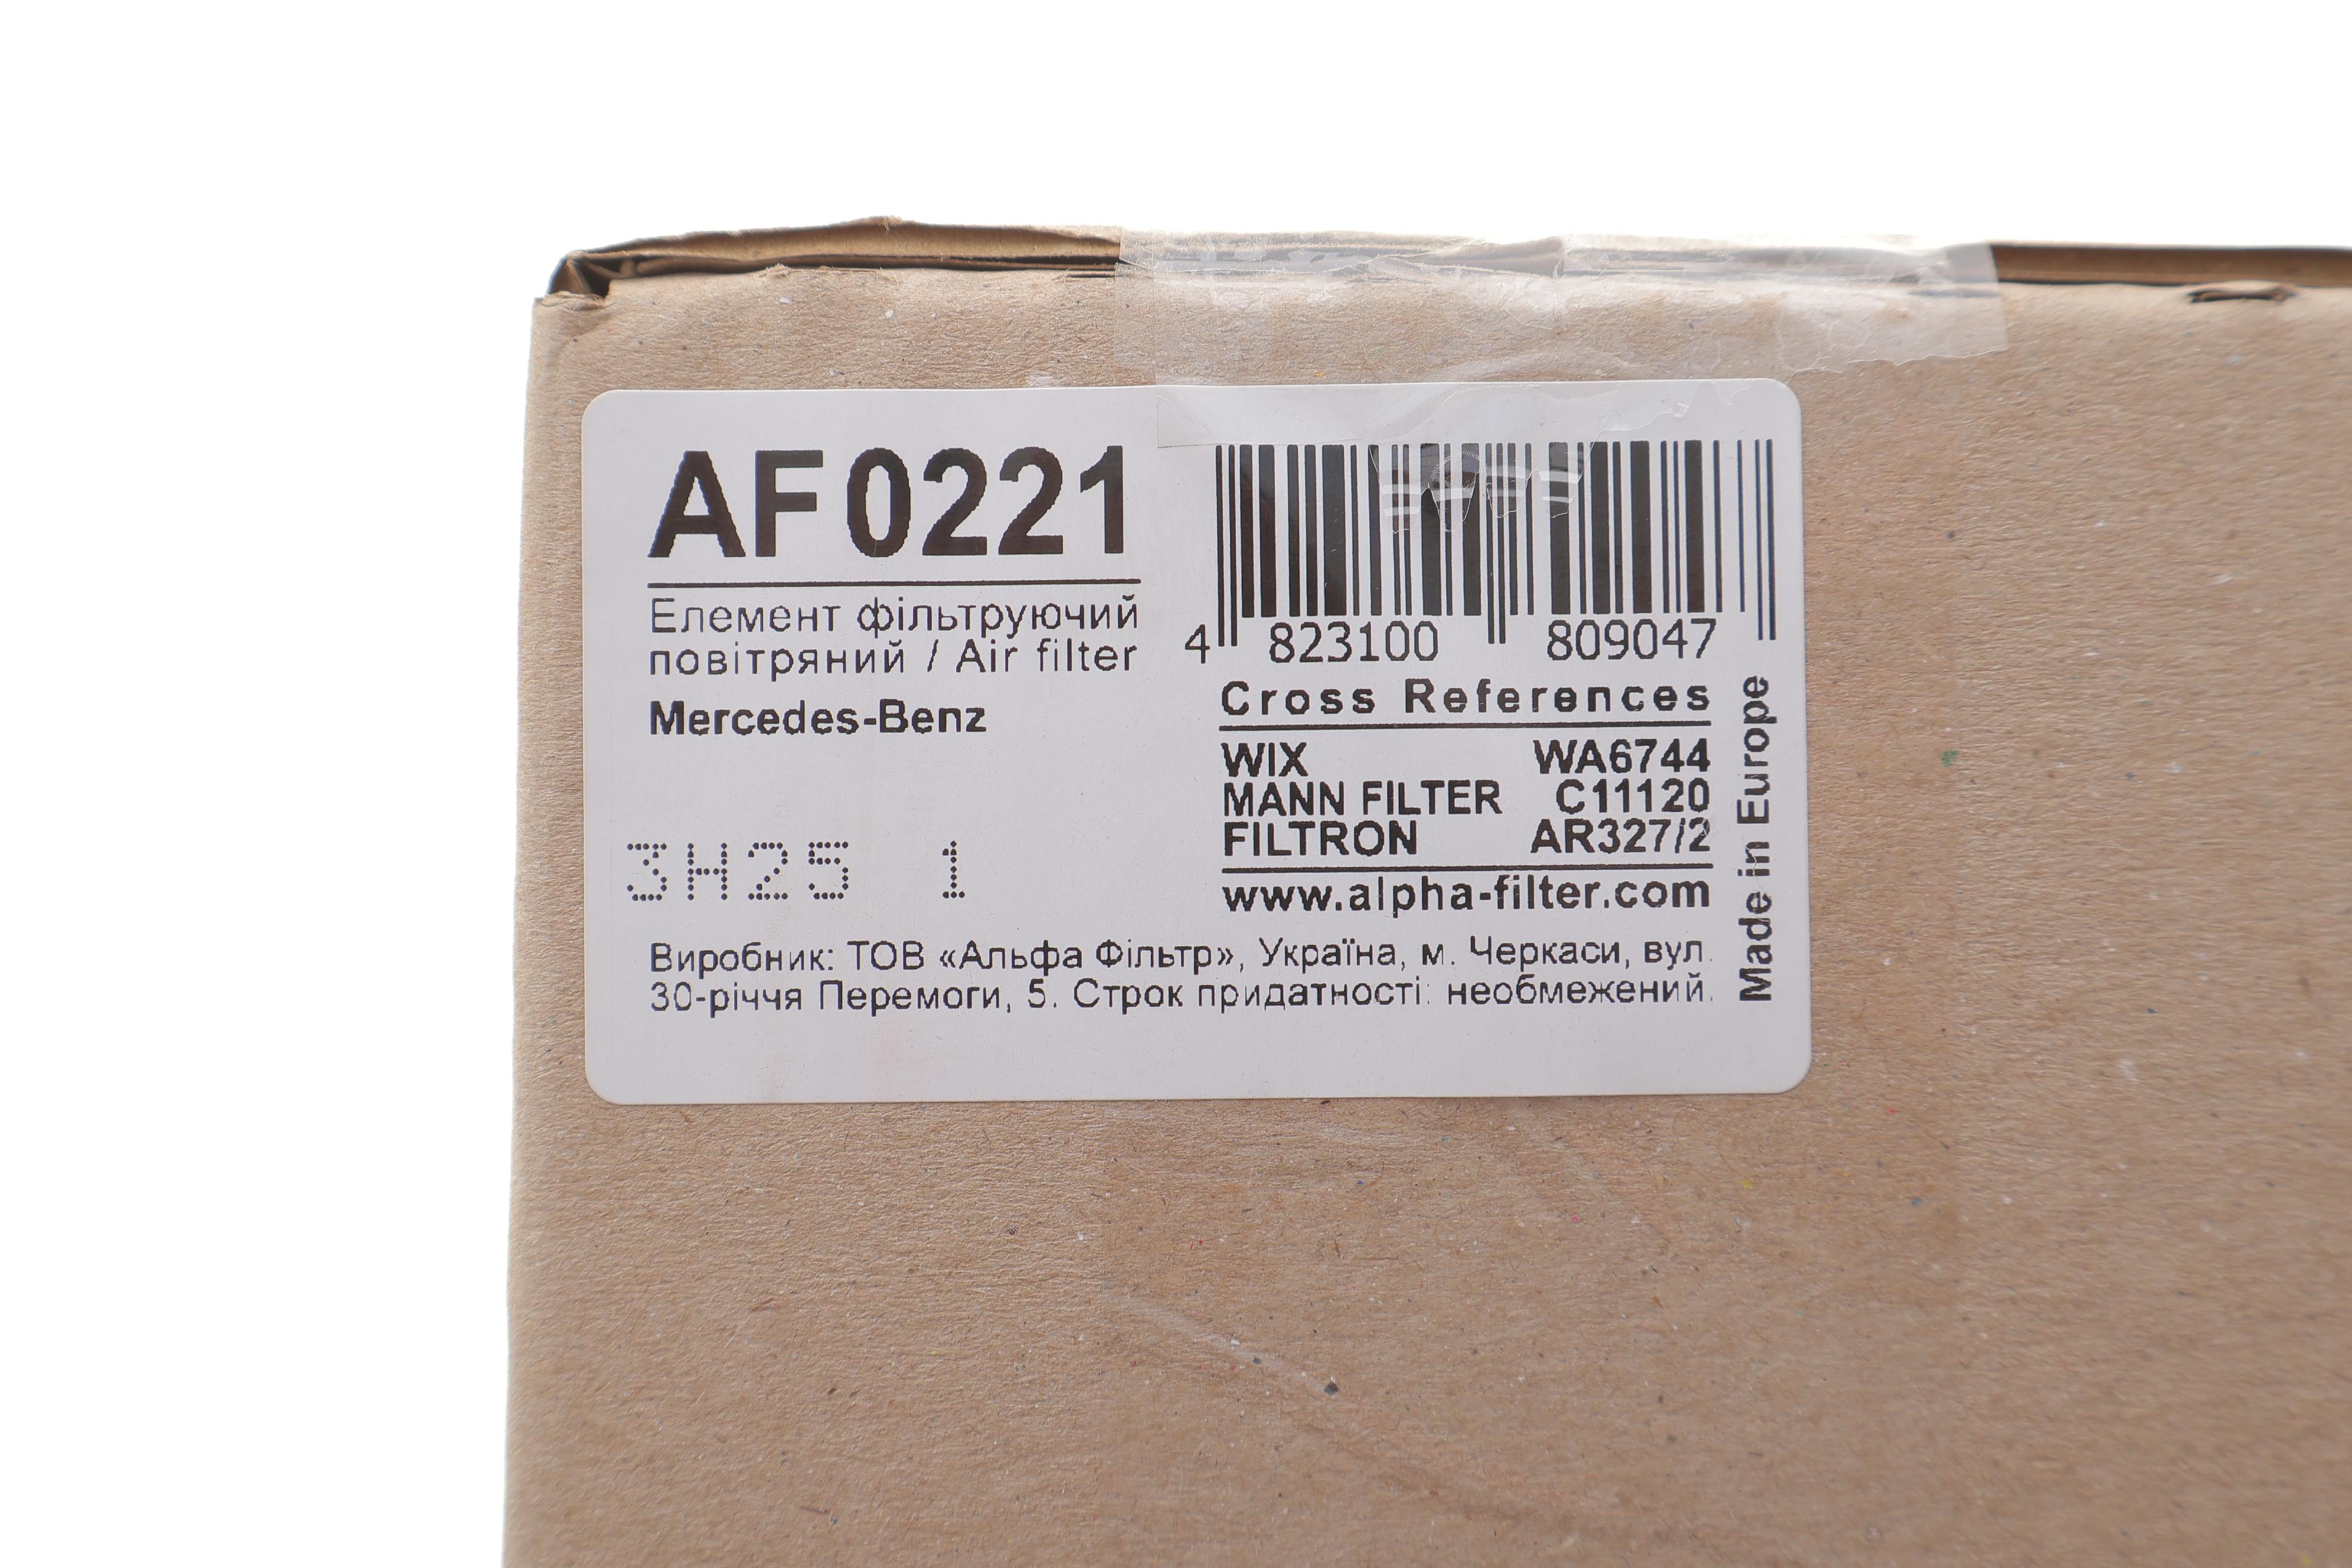 AF0221
Елемент фільтруючий
повітряний / Air filter
Mercedes-Benz
3H25 1
4 823100 809047
Cross References
WIX WA6744
MANN FILTER C11120
FILTRON AR327/2
www.alpha-filter.com
Made in Europe
Виробник: ТОВ «Альфа Фільтр», Україна, м. Черкаси, вул.
30-річчя Перемоги, 5. Строк придатності: необмежений.